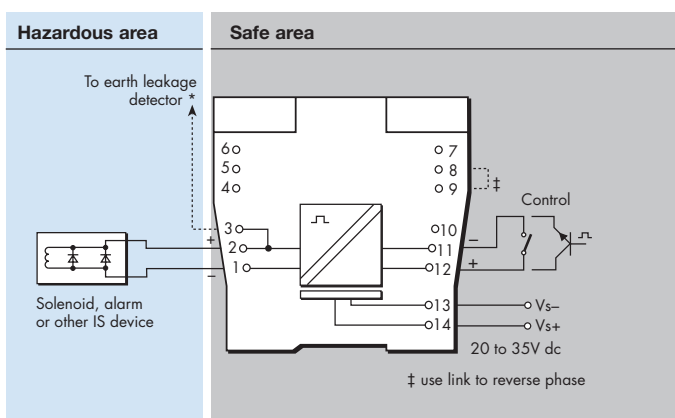 Hazardous area
Safe area
To earth leakage
detector *
6
5
4
3
+
2
1
–
7
8
9
‡
10
11
–
12
+
13
14
Control
Vs–
Vs+
20 to 35V dc
Solenoid, alarm
or other IS device
‡ use link to reverse phase